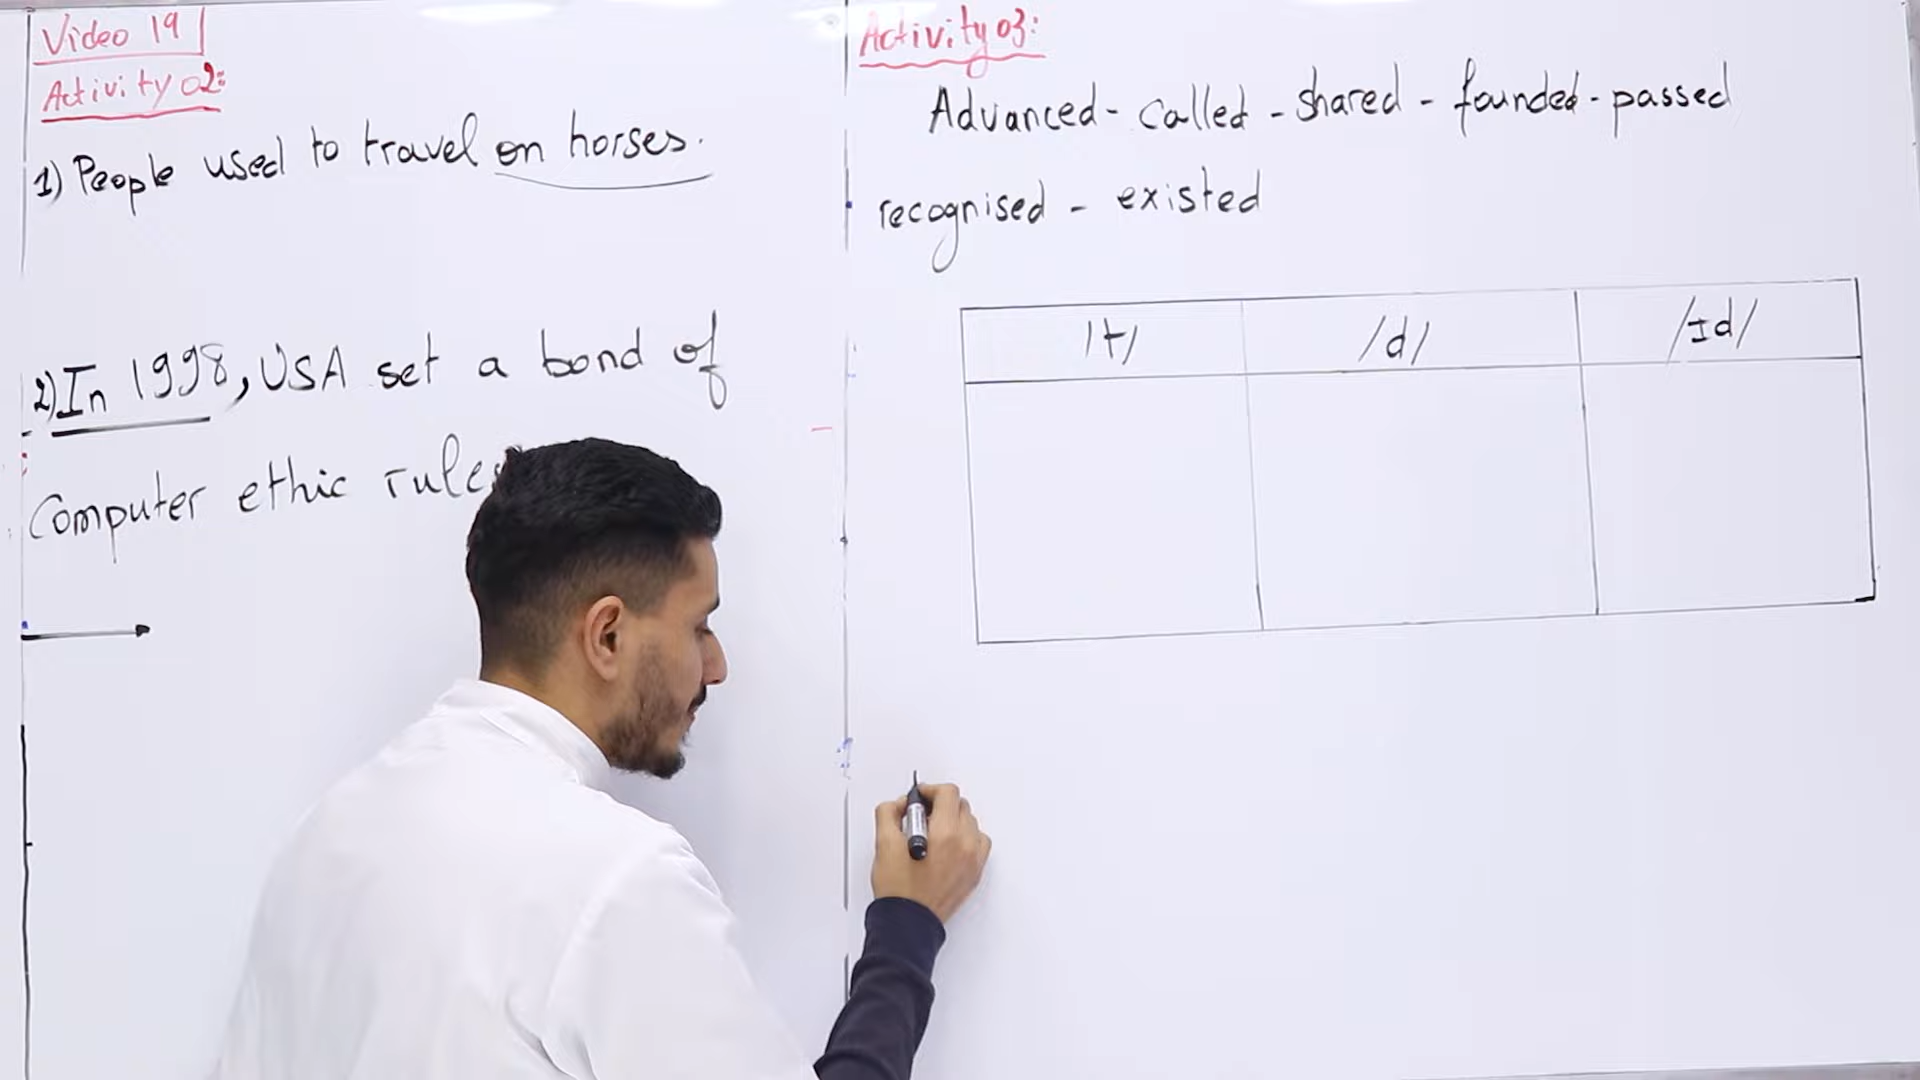 Video 19
Activity 02:
1) People used to travel on horses.
2) In 1998, USA set a bond of
Computer ethic rules
Activity 03:
Advanced - called - shared - founded - passed
recognised - existed
/t/ /d/ /Id/